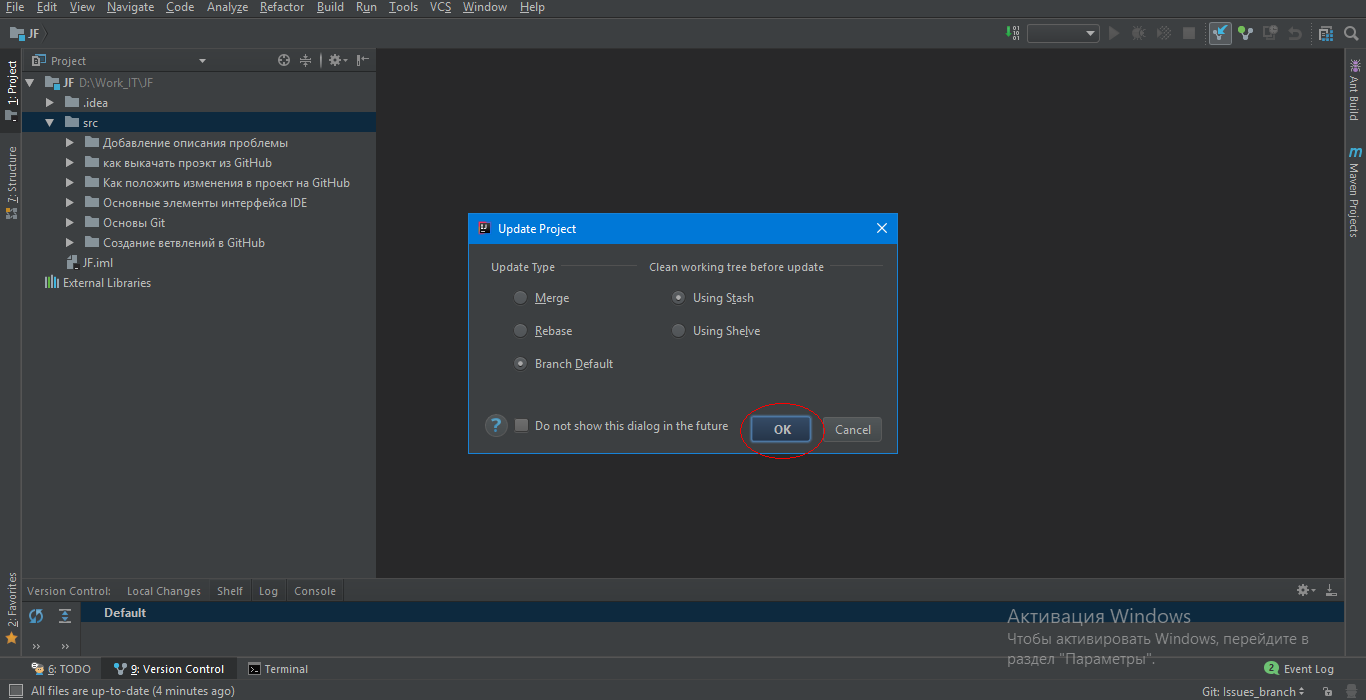 File Edit View Navigate Code Analyze Refactor Build Run Tools VCS Window Help
JF
Project
1: Project
7: Structure
2: Favorites
JF D:\Work_IT\JF
.idea
src
Добавление описания проблемы
как выкачать проэкт из GitHub
Как положить изменения в проект на GitHub
Основные элементы интерфейса IDE
Основы Git
Создание ветвлений в GitHub
JF.iml
External Libraries
Update Project
Update Type
Clean working tree before update
Merge
Using Stash
Rebase
Using Shelve
Branch Default
? Do not show this dialog in the future
OK
Cancel
Ant Build
m Maven Projects
Version Control: Local Changes Shelf Log Console
Default
Активация Windows
Чтобы активировать Windows, перейдите в
раздел "Параметры".
6: TODO 9: Version Control Terminal
2 Event Log
All files are up-to-date (4 minutes ago)
Git: Issues_branch